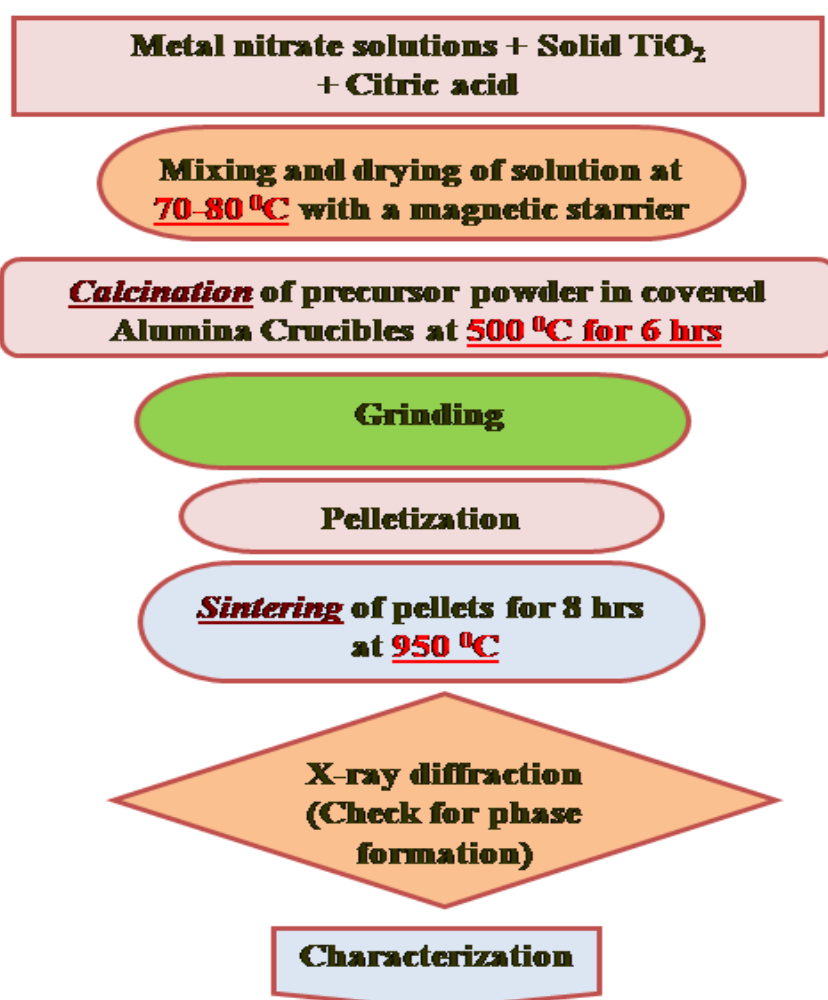 Metal nitrate solutions + Solid TiO₂
+ Citric acid
Mixing and drying of solution at
70-80 ⁰C with a magnetic starrier
Calcination of precursor powder in covered
Alumina Crucibles at 500 ⁰C for 6 hrs
Grinding
Pelletization
Sintering of pellets for 8 hrs
at 950 ⁰C
X-ray diffraction
(Check for phase
formation)
Characterization